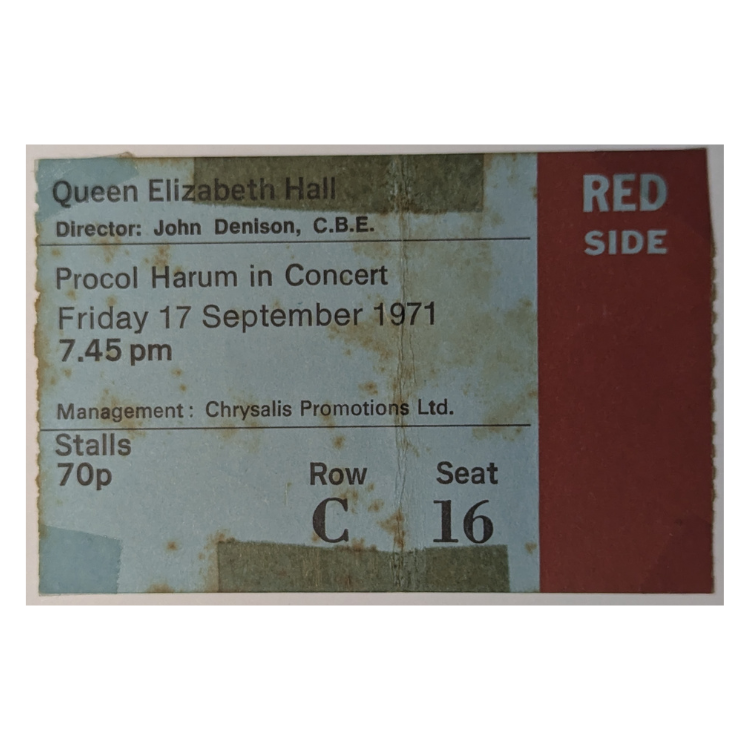 Queen Elizabeth Hall
Director: John Denison, C.B.E.
Procol Harum in Concert
Friday 17 September 1971
7.45 pm
Management: Chrysalis Promotions Ltd.
Stalls
70p
Row Seat
C 16
RED
SIDE